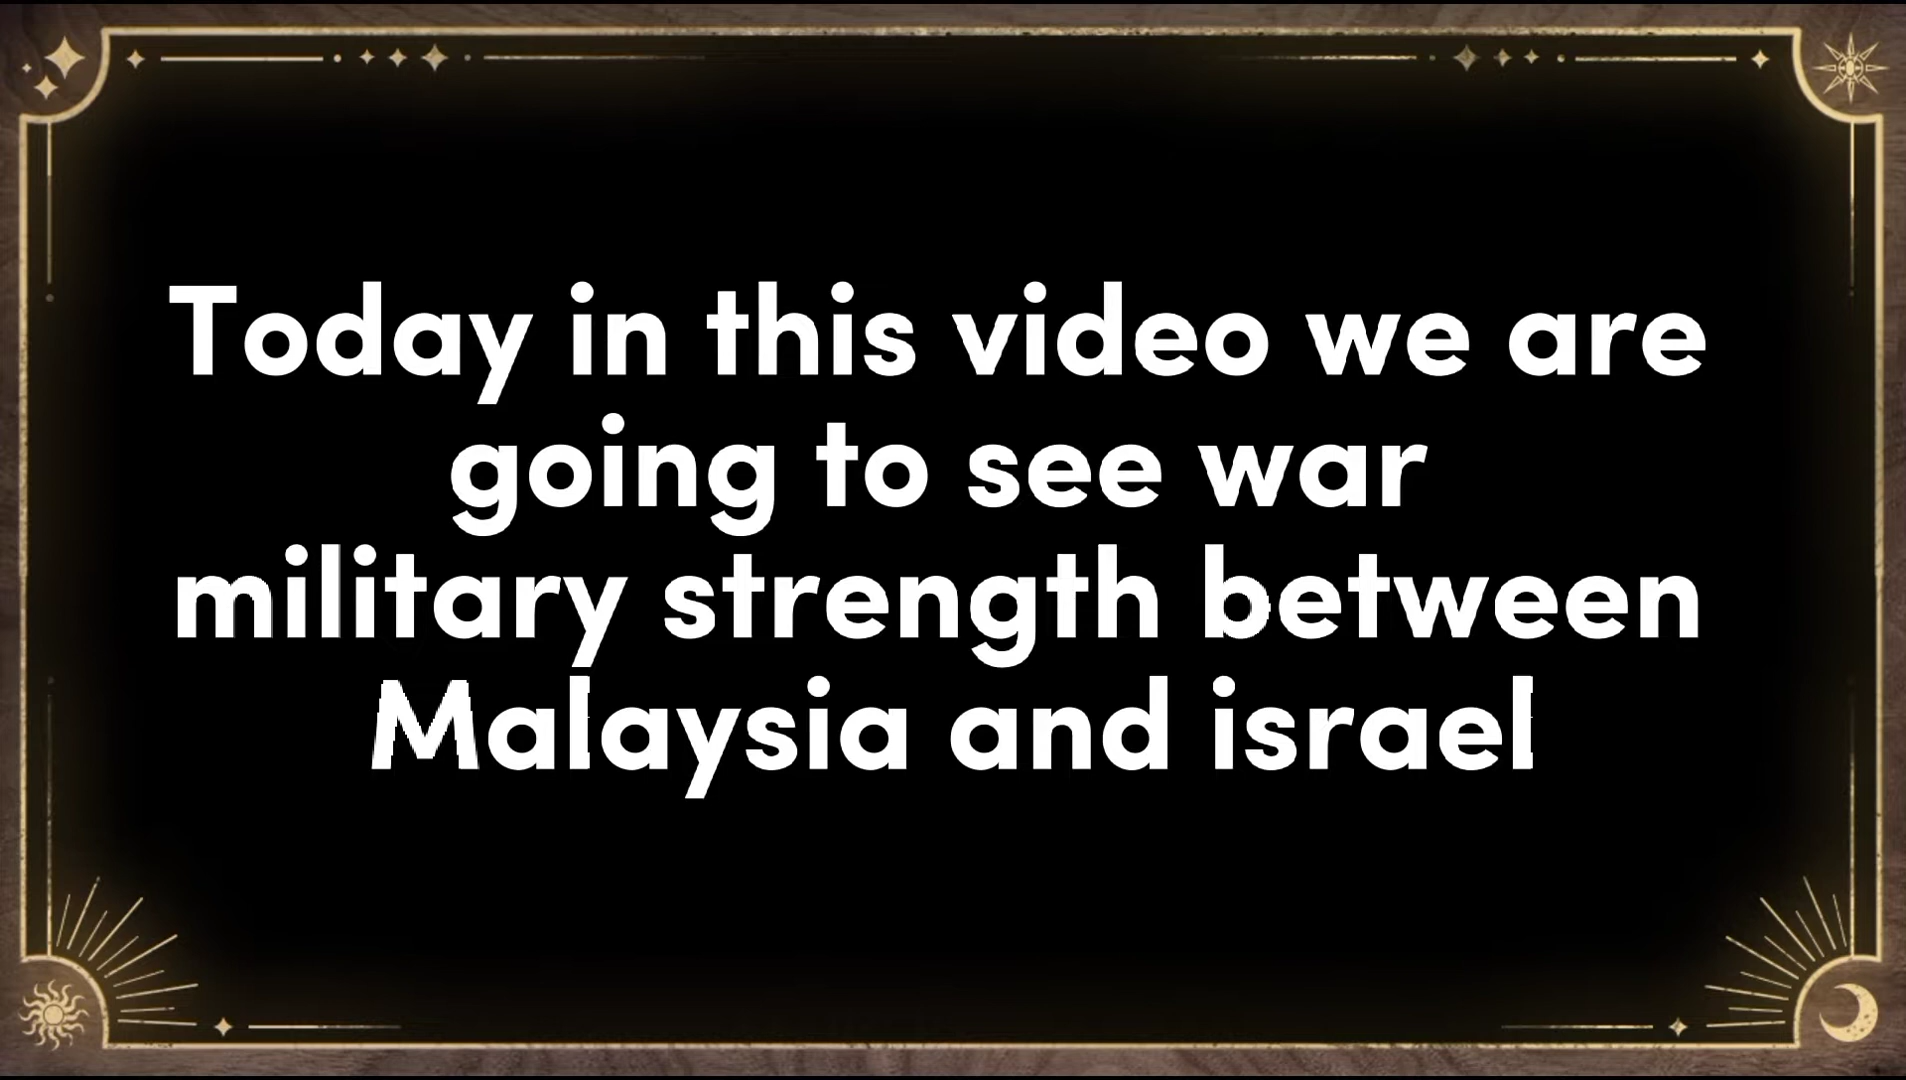 Today in this video we are
going to see war
military strength between
Malaysia and israel